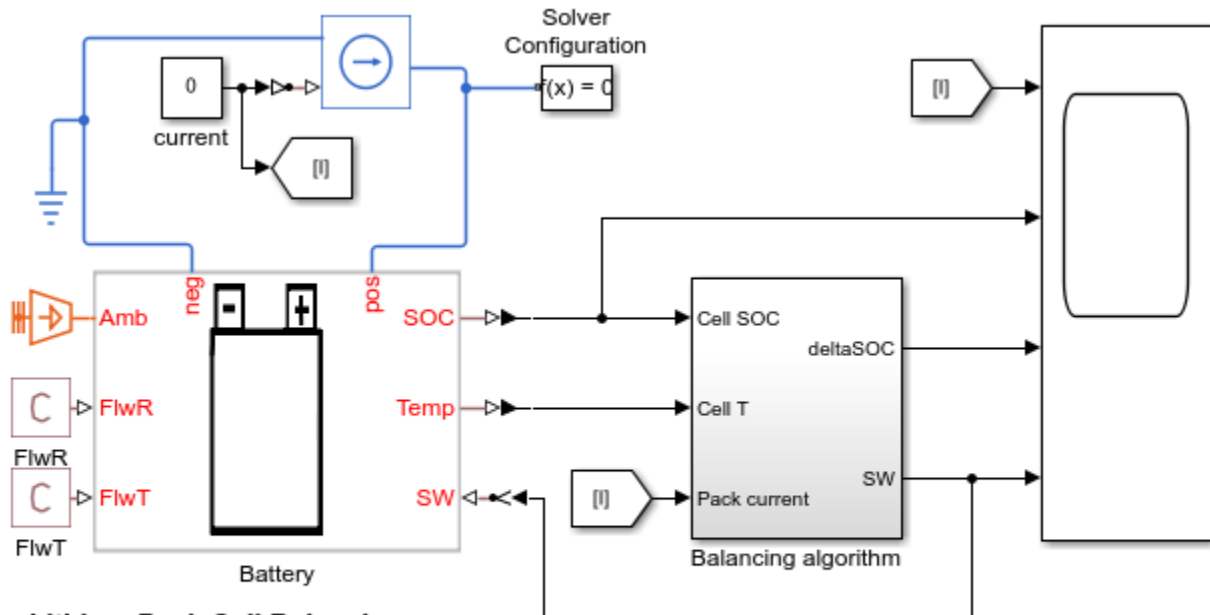 Solver
Configuration
f(x) = 0
0
current
[I]
[I]
neg
pos
Amb
SOC
Cell SOC
deltaSOC
C
FlwR
Temp
Cell T
FlwR
C
FlwT
SW
[I]
Pack current
SW
FlwT
Battery
Balancing algorithm